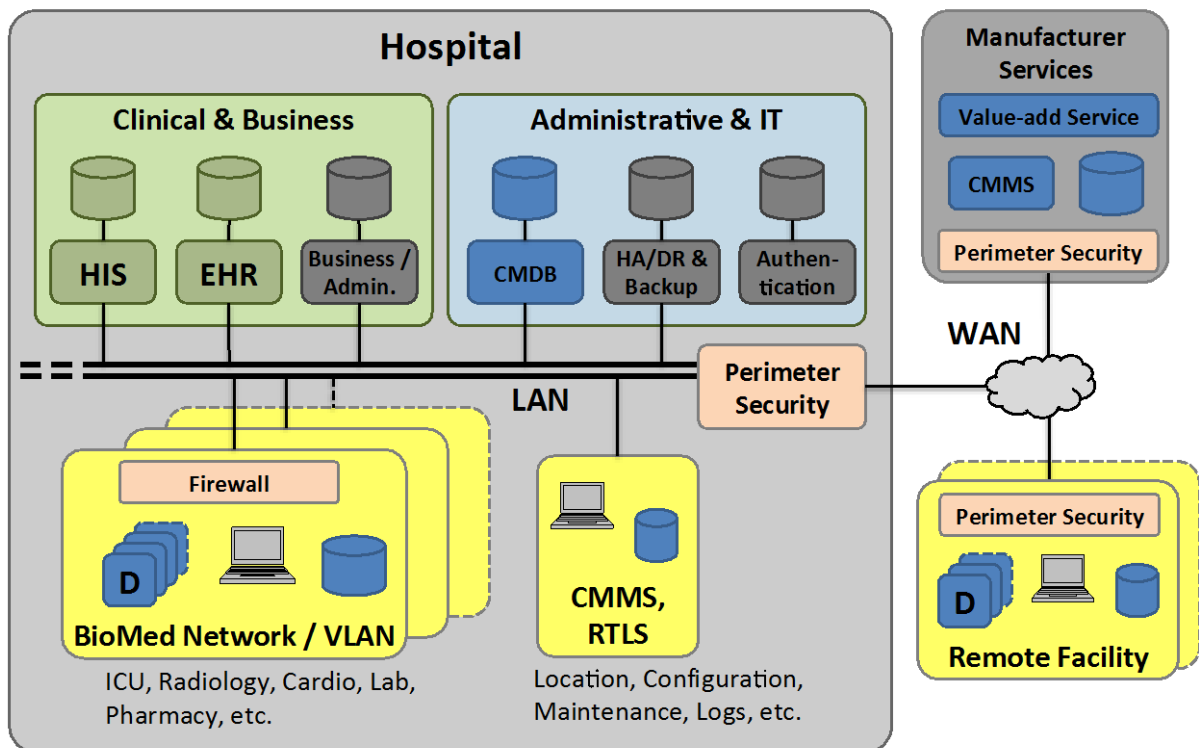 Hospital
Clinical & Business
HIS
EHR
Business /
Admin.
Administrative & IT
CMDB
HA/DR &
Backup
Authen-
tication
LAN
Perimeter
Security
WAN
Manufacturer
Services
Value-add Service
CMMS
Perimeter Security
Firewall
D
BioMed Network / VLAN
ICU, Radiology, Cardio, Lab,
Pharmacy, etc.
CMMS,
RTLS
Location, Configuration,
Maintenance, Logs, etc.
Perimeter Security
D
Remote Facility